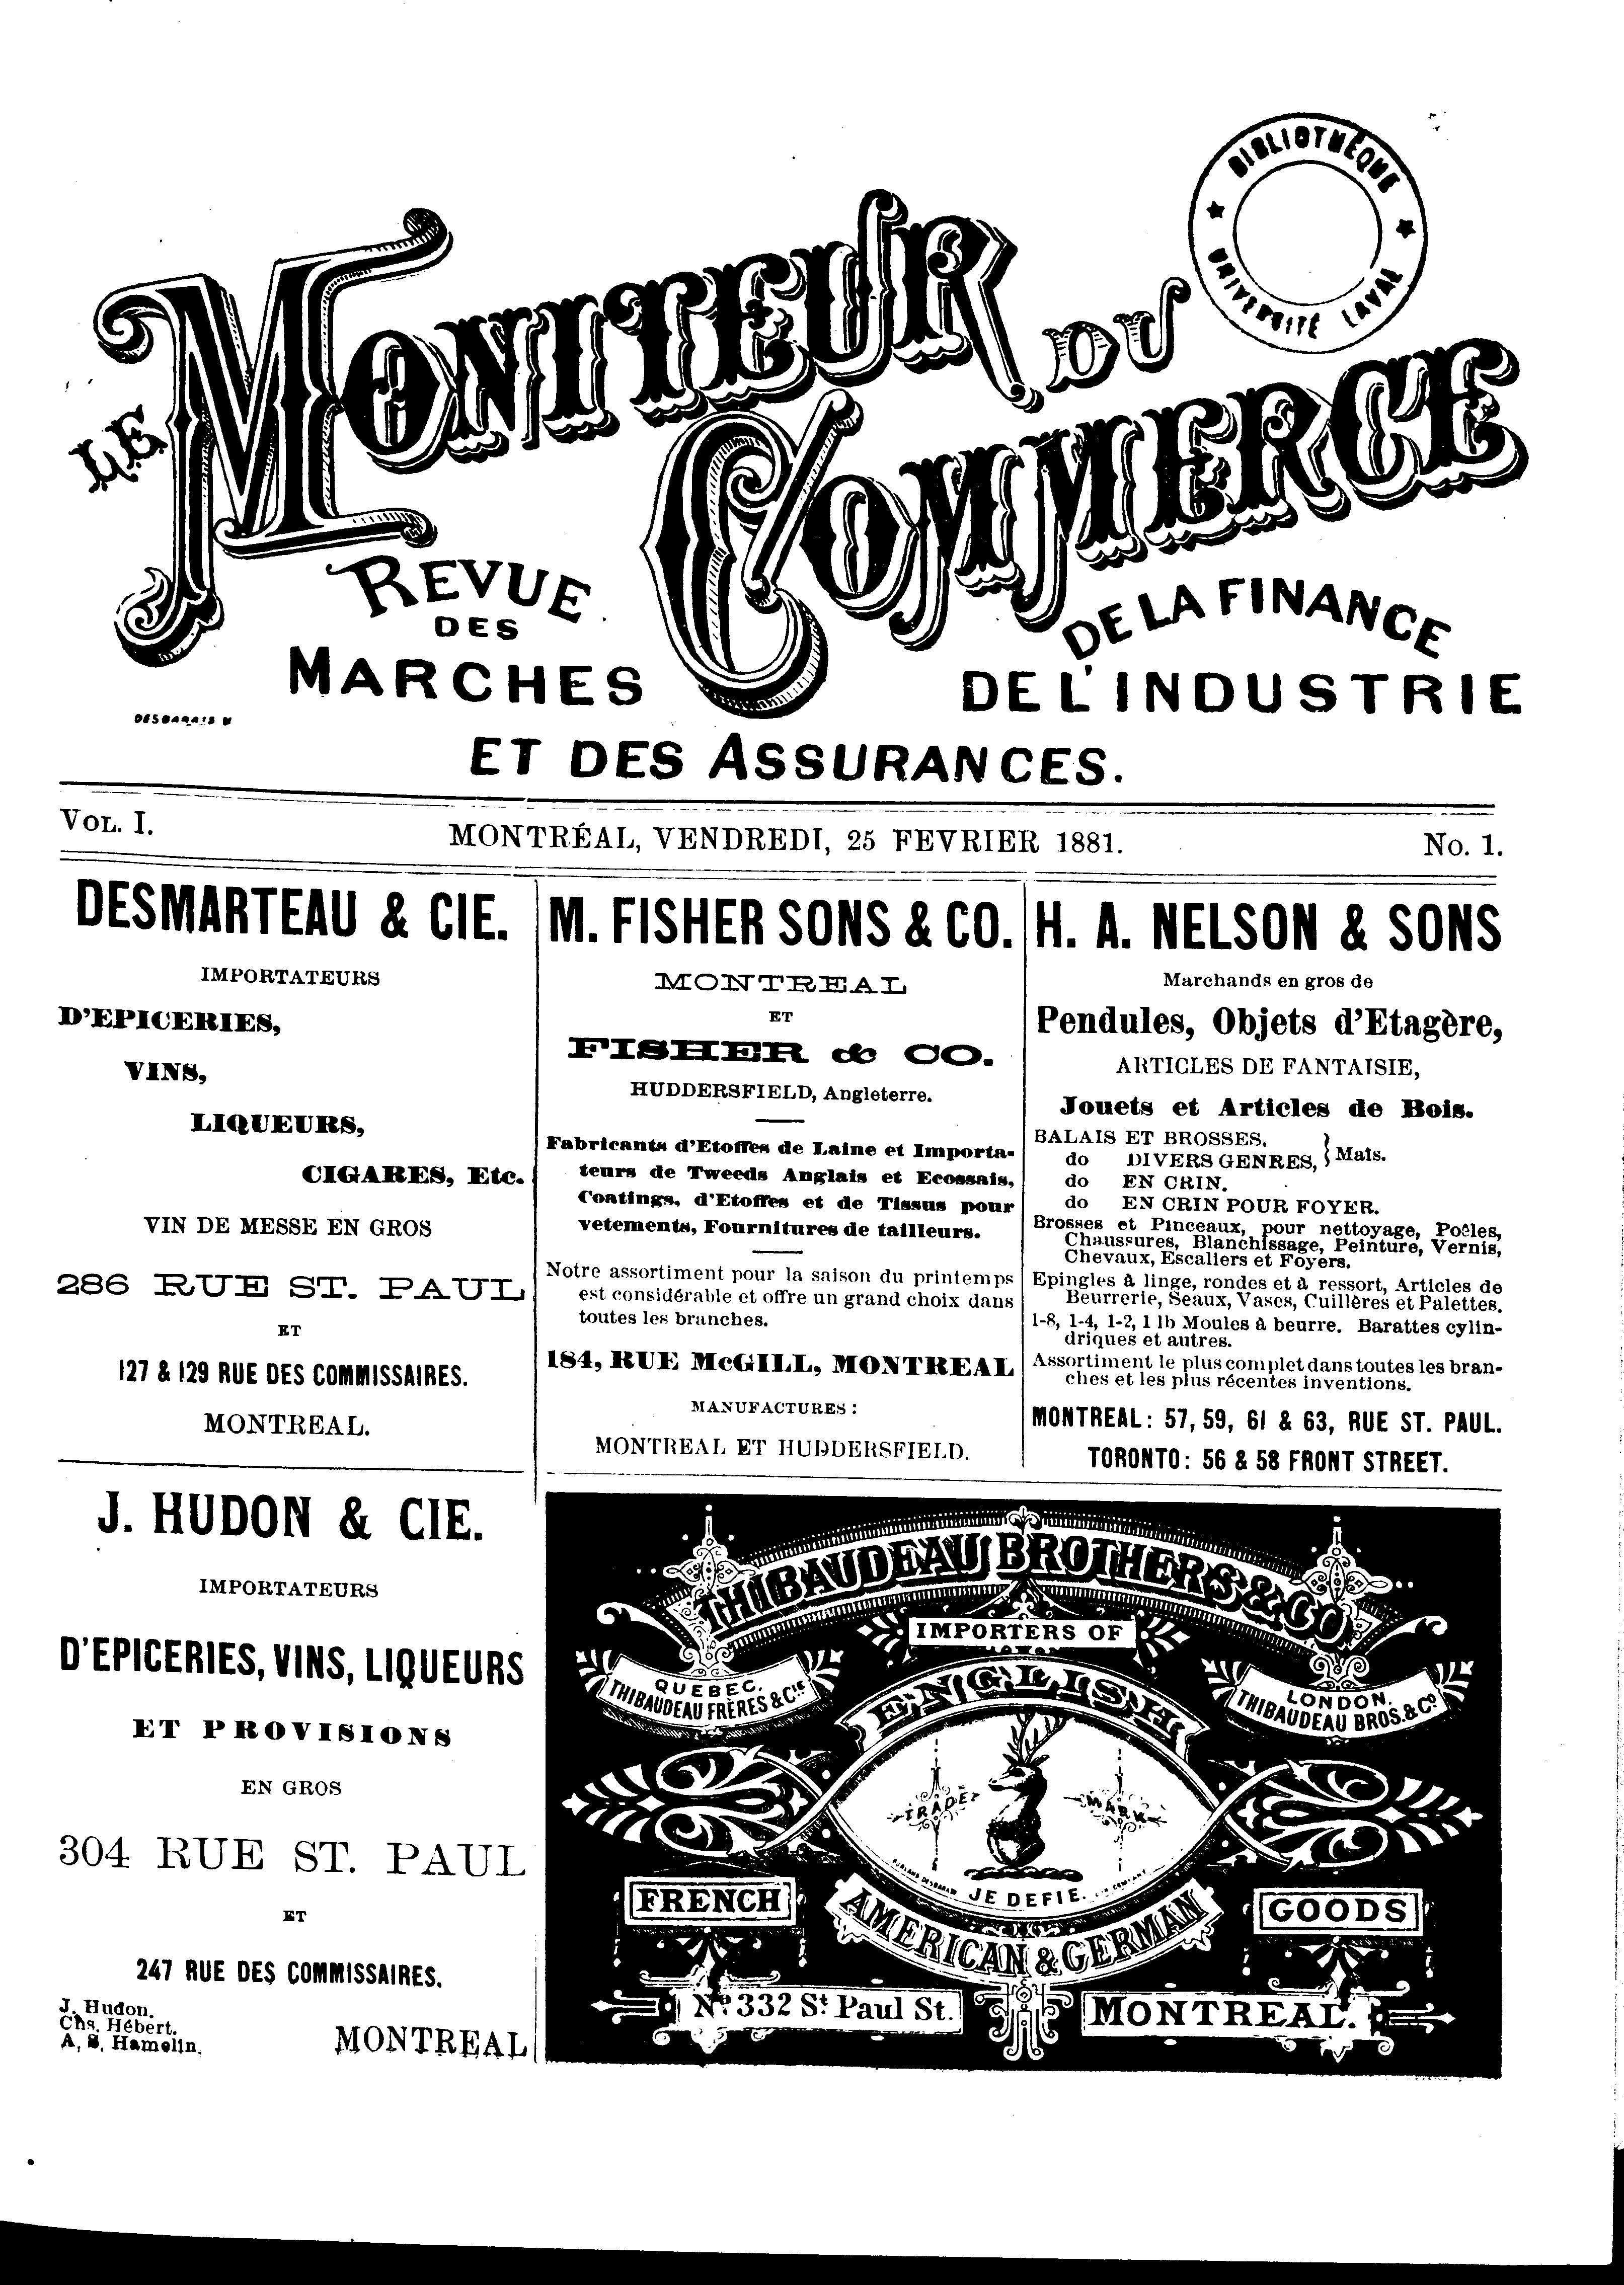 BIBLIOTHÈQUE
UNIVERSITÉ LAVAL
LE MONITEUR DU
COMMERCE
REVUE
DES
MARCHES
DE LA FINANCE
DE L'INDUSTRIE
ET DES ASSURANCES.
VOL. I.
MONTRÉAL, VENDREDI, 25 FEVRIER 1881.
No. 1.
DESMARTEAU & CIE.
IMPORTATEURS
D'EPICERIES,
VINS,
LIQUEURS,
CIGARES, Etc.
VIN DE MESSE EN GROS
286 RUE ST. PAUL
ET
127 & 129 RUE DES COMMISSAIRES.
MONTREAL.
J. HUDON & CIE.
IMPORTATEURS
D'EPICERIES, VINS, LIQUEURS
ET PROVISIONS
EN GROS
304 RUE ST. PAUL
ET
247 RUE DES COMMISSAIRES.
J. Hudon.
Chs. Hébert.
A. S. Hamelin.
MONTREAL
M. FISHER SONS & CO.
MONTREAL
ET
FISHER & CO.
HUDDERSFIELD, Angleterre.
Fabricants d'Etoffes de Laine et Importa-
teurs de Tweeds Anglais et Ecossais,
Coatings, d'Etoffes et de Tissus pour
vetements, Fournitures de tailleurs.
Notre assortiment pour la saison du printemps
est considérable et offre un grand choix dans
toutes les branches.
184, RUE McGILL, MONTREAL
MANUFACTURES:
MONTREAL ET HUDDERSFIELD.
H. A. NELSON & SONS
Marchands en gros de
Pendules, Objets d'Etagère,
ARTICLES DE FANTAISIE,
Jouets et Articles de Bois.
BALAIS ET BROSSES,
do DIVERS GENRES, } Maïs.
do EN CRIN.
do EN CRIN POUR FOYER.
Brosses et Pinceaux, pour nettoyage, Poêles,
Chaussures, Blanchissage, Peinture, Vernis,
Chevaux, Escaliers et Foyers.
Epingles à linge, rondes et à ressort, Articles de
Beurrerie, Seaux, Vases, Cuillères et Palettes.
1-8, 1-4, 1-2, 1 lb Moules à beurre. Barattes cylin-
driques et autres.
Assortiment le plus complet dans toutes les bran-
ches et les plus récentes inventions.
MONTREAL: 57, 59, 61 & 63, RUE ST. PAUL.
TORONTO: 56 & 58 FRONT STREET.
THIBAUDEAU BROTHERS & CO
IMPORTERS OF
QUEBEC,
THIBAUDEAU FRÈRES & CIE
LONDON,
THIBAUDEAU BROS. & CO
ENGLISH
TRADE MARK
JE DEFIE.
FRENCH
AMERICAN & GERMAN
GOODS
No 332 St Paul St.
MONTREAL.